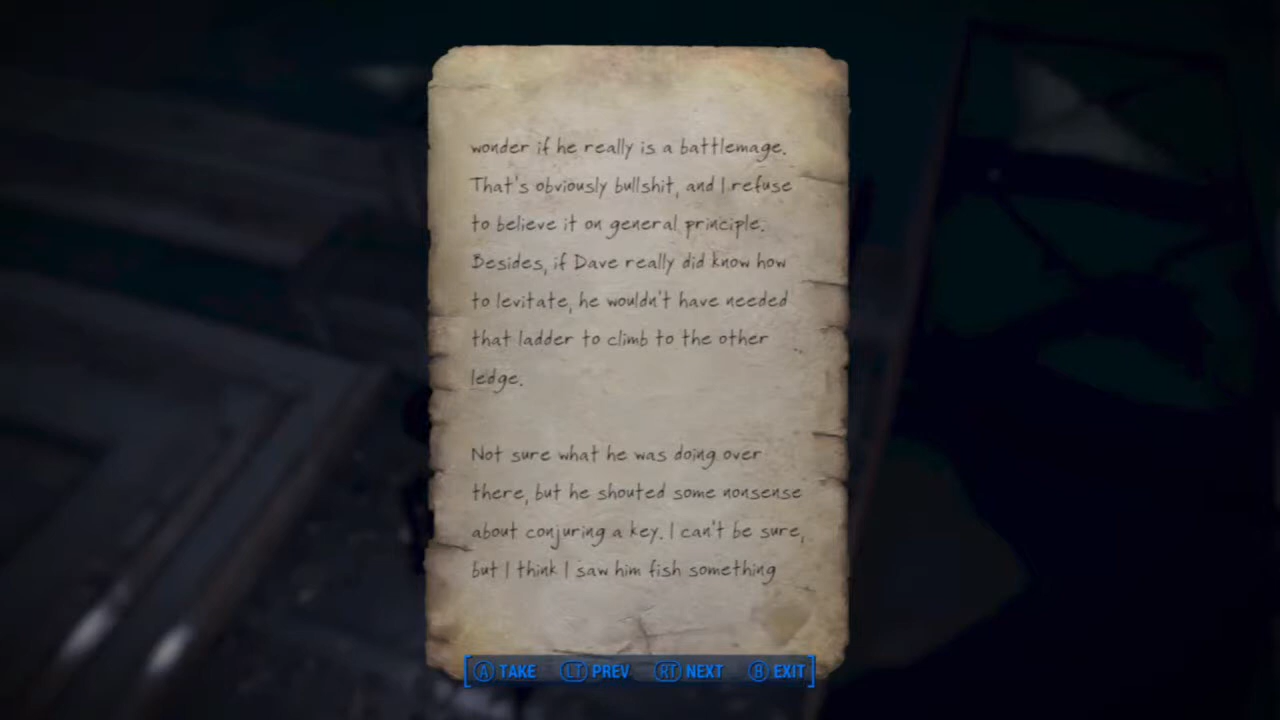 wonder if he really is a battlemage.
That's obviously bullshit, and I refuse
to believe it on general principle.
Besides, if Dave really did know how
to levitate, he wouldn't have needed
that ladder to climb to the other
ledge.
Not sure what he was doing over
there, but he shouted some nonsense
about conjuring a key. I can't be sure,
but I think I saw him fish something
A TAKE LT PREV RT NEXT B EXIT